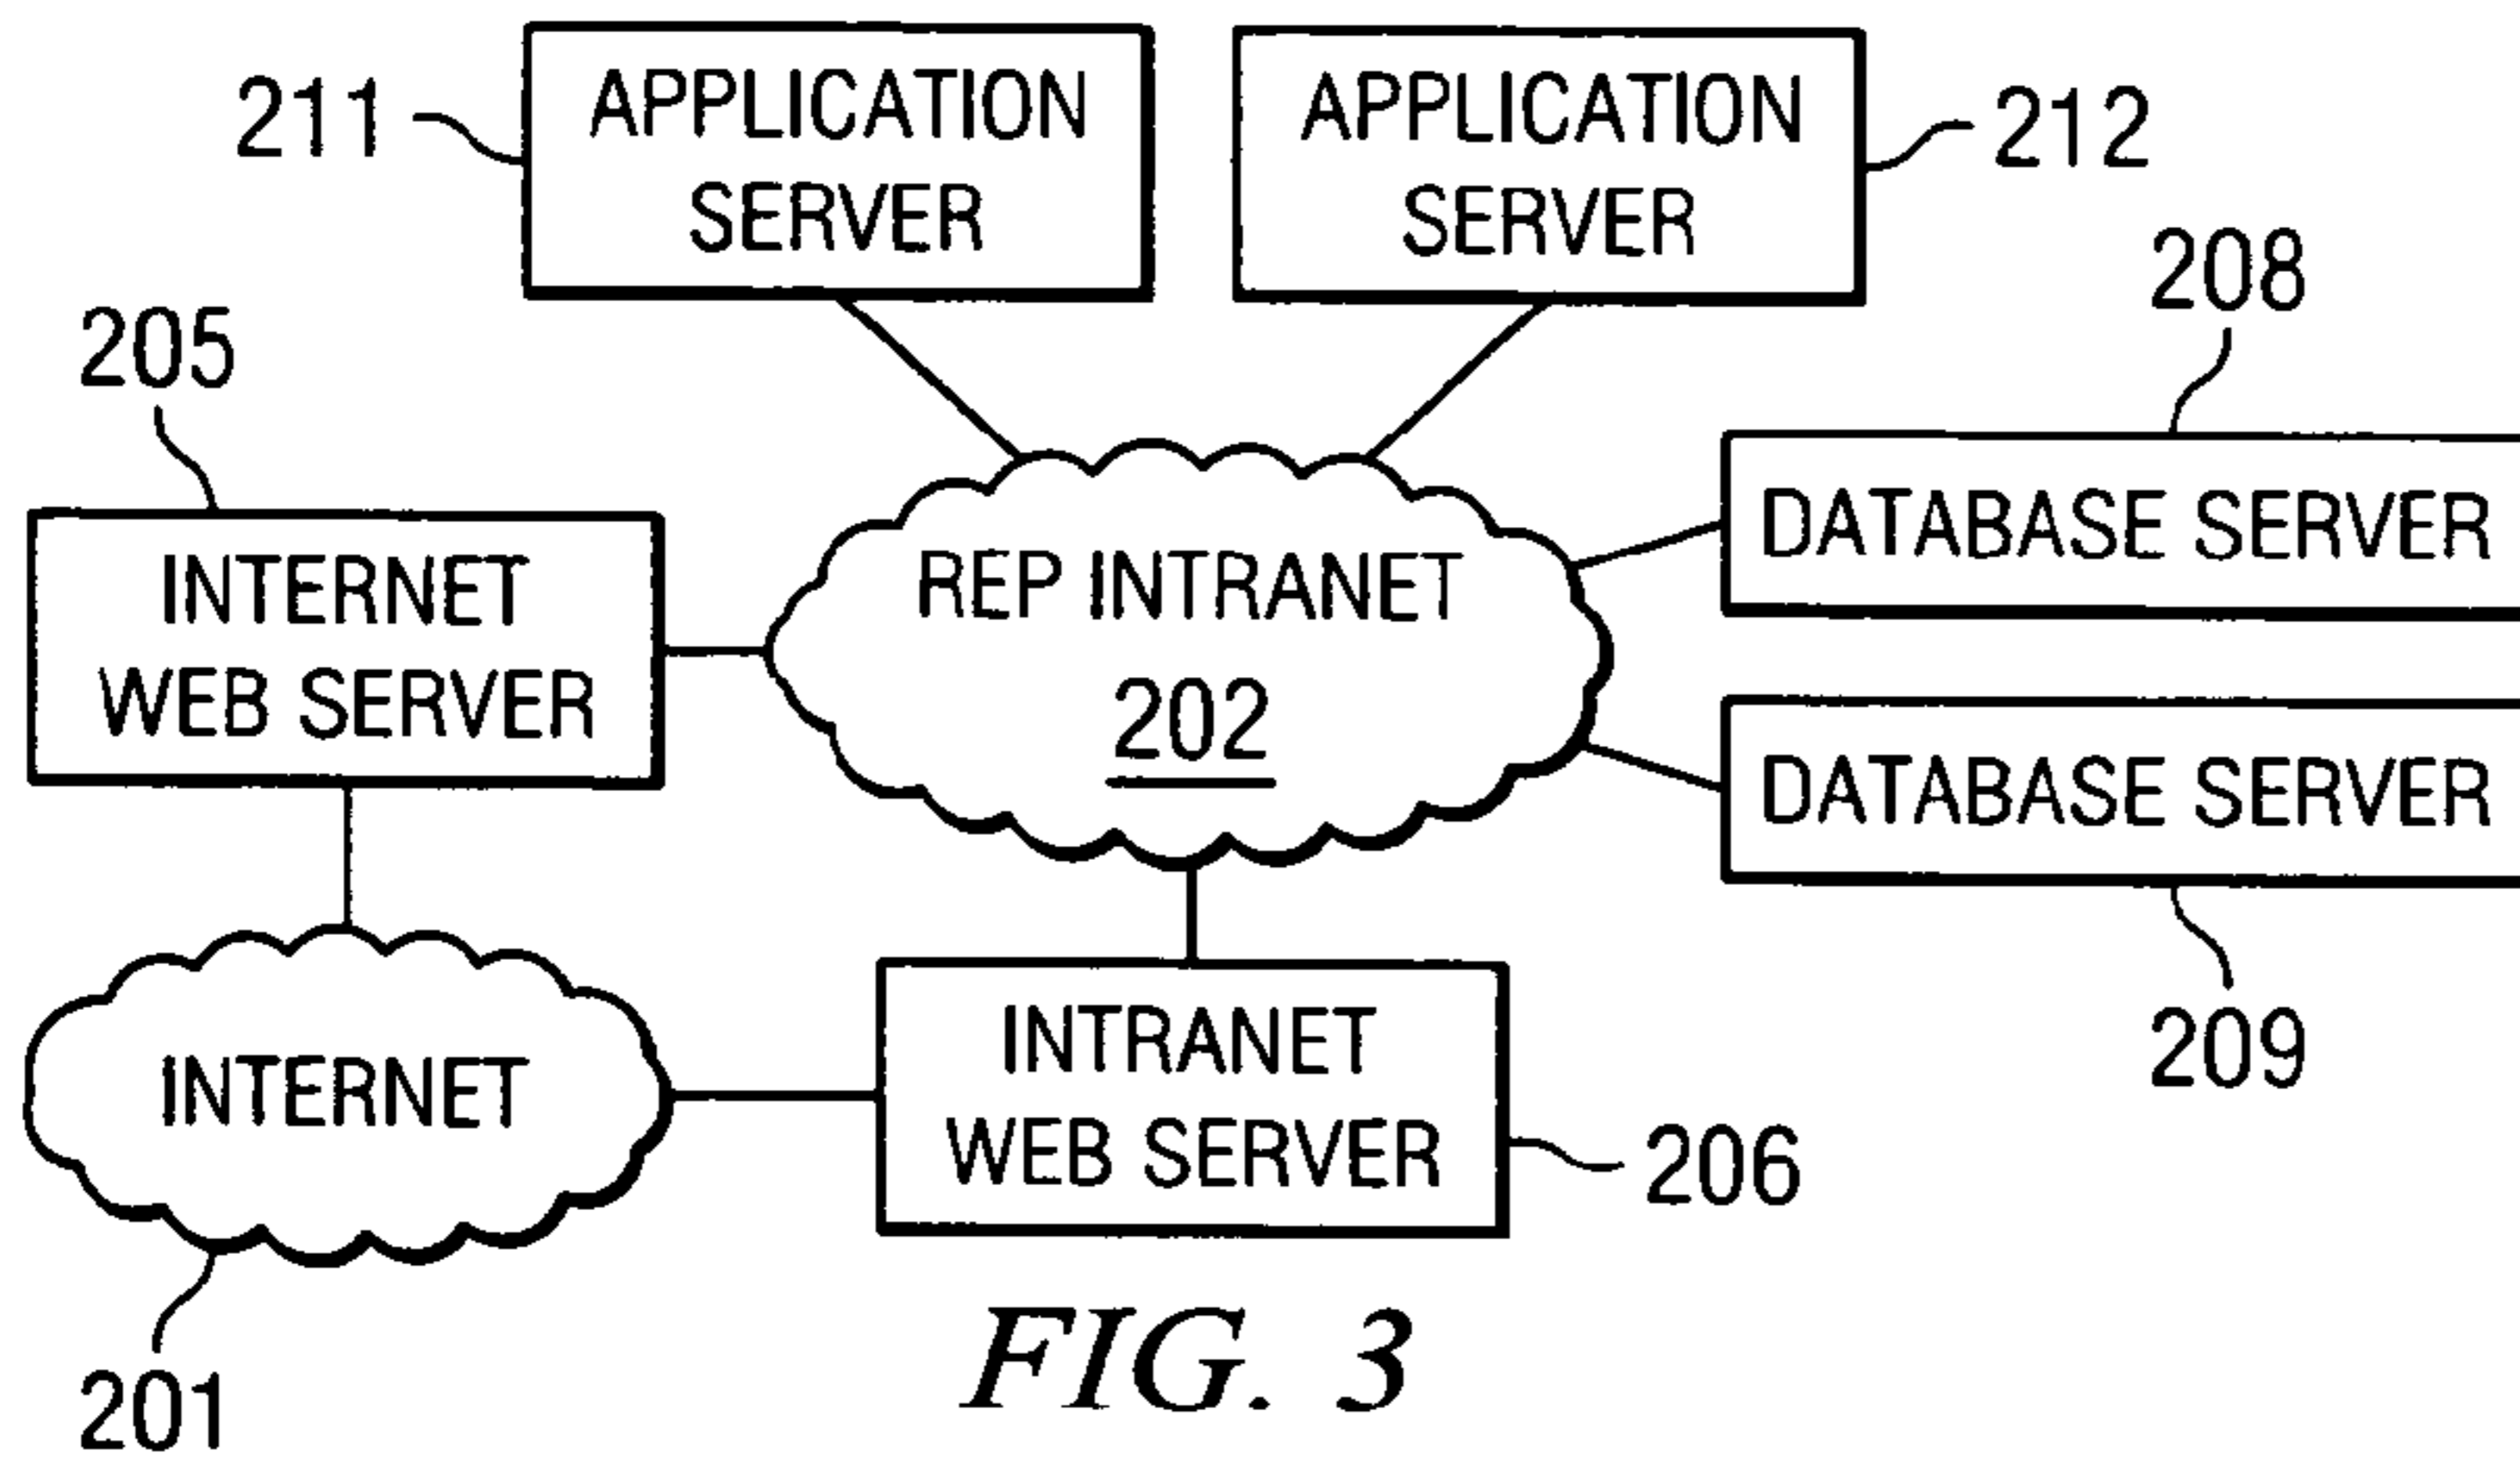 211
APPLICATION
SERVER
APPLICATION
SERVER
212
208
205
DATABASE SERVER
INTERNET
WEB SERVER
REP INTRANET
202
DATABASE SERVER
209
INTERNET
INTRANET
WEB SERVER
206
201
FIG. 3